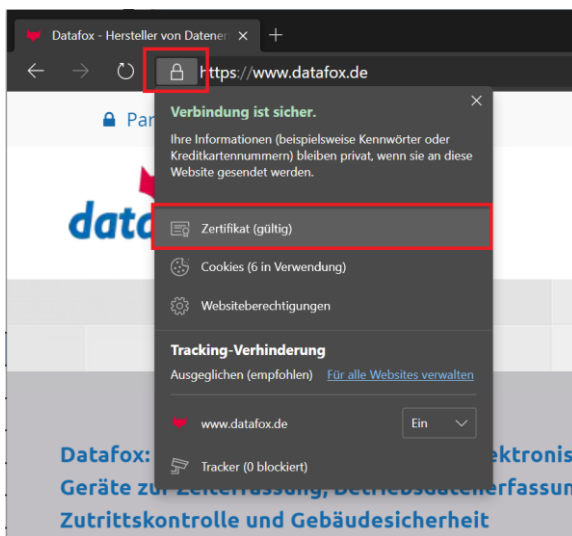 Datafox - Hersteller von Datener
https://www.datafox.de
Par
Verbindung ist sicher.
Ihre Informationen (beispielsweise Kennwörter oder
Kreditkartennummern) bleiben privat, wenn sie an diese
Website gesendet werden.
Zertifikat (gültig)
Cookies (6 in Verwendung)
Websiteberechtigungen
Tracking-Verhinderung
Ausgeglichen (empfohlen) Für alle Websites verwalten
www.datafox.de Ein
Tracker (0 blockiert)
Datafox: ektronis
Geräte zur Zeiterfassung, Betriebsdatenerfassun
Zutrittskontrolle und Gebäudesicherheit